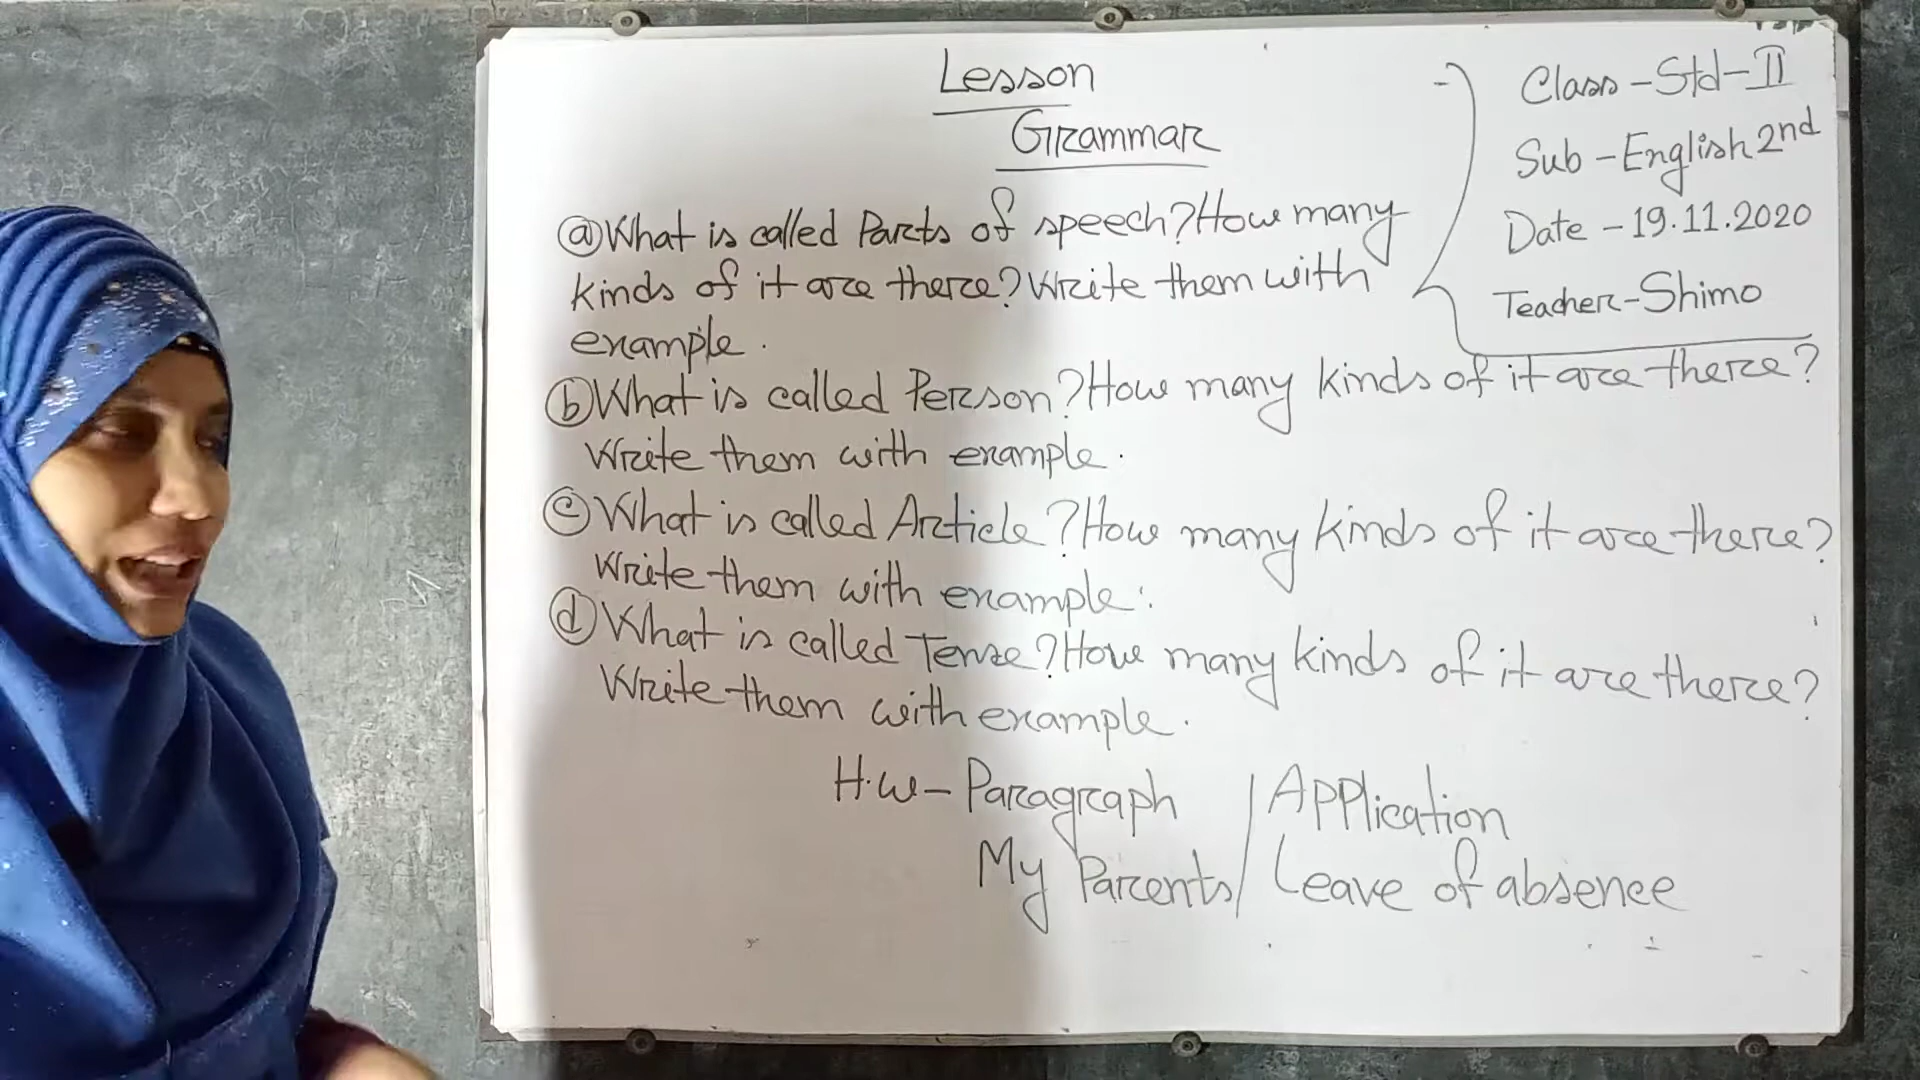 Lesson
Grammar
Class - Std - II
Sub - English 2nd
Date - 19.11.2020
Teacher - Shimo
ⓐ What is called Parts of speech? How many
kinds of it are there? Write them with
example.
ⓑ What is called Person? How many kinds of it are there?
Write them with example.
ⓒ What is called Article? How many kinds of it are there?
Write them with example.
ⓓ What is called Tense? How many kinds of it are there?
Write them with example.
H.W - Paragraph / Application
My Parents / Leave of absence